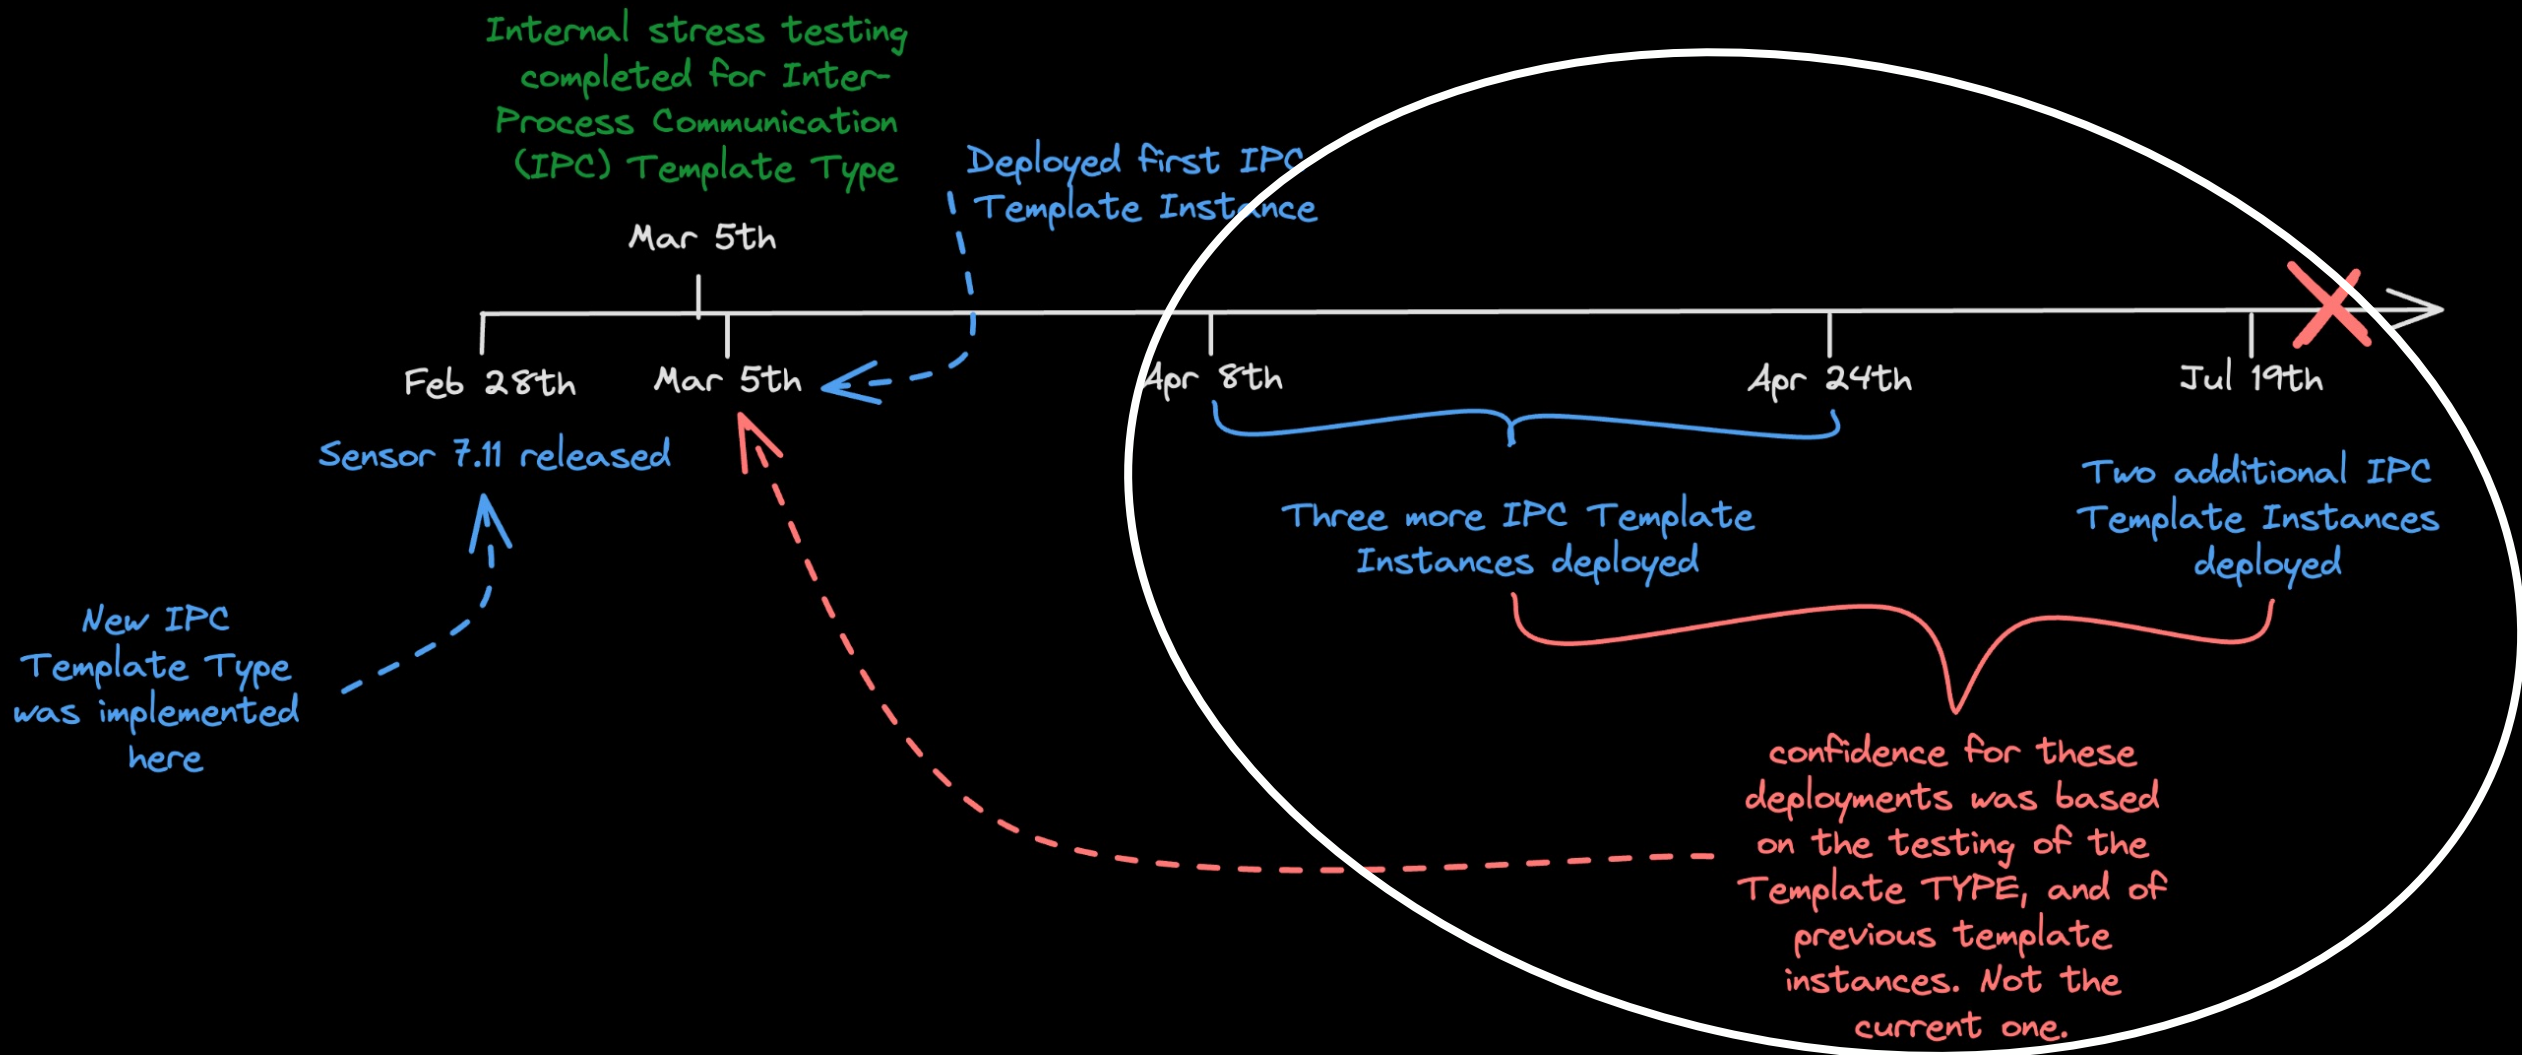 Internal stress testing
completed for Inter-
Process Communication
(IPC) Template Type
Deployed first IPC
Template Instance
Mar 5th
Feb 28th
Mar 5th
Apr 8th
Apr 24th
Jul 19th
Sensor 7.11 released
Three more IPC Template
Instances deployed
Two additional IPC
Template Instances
deployed
New IPC
Template Type
was implemented
here
confidence for these
deployments was based
on the testing of the
Template TYPE, and of
previous template
instances. Not the
current one.